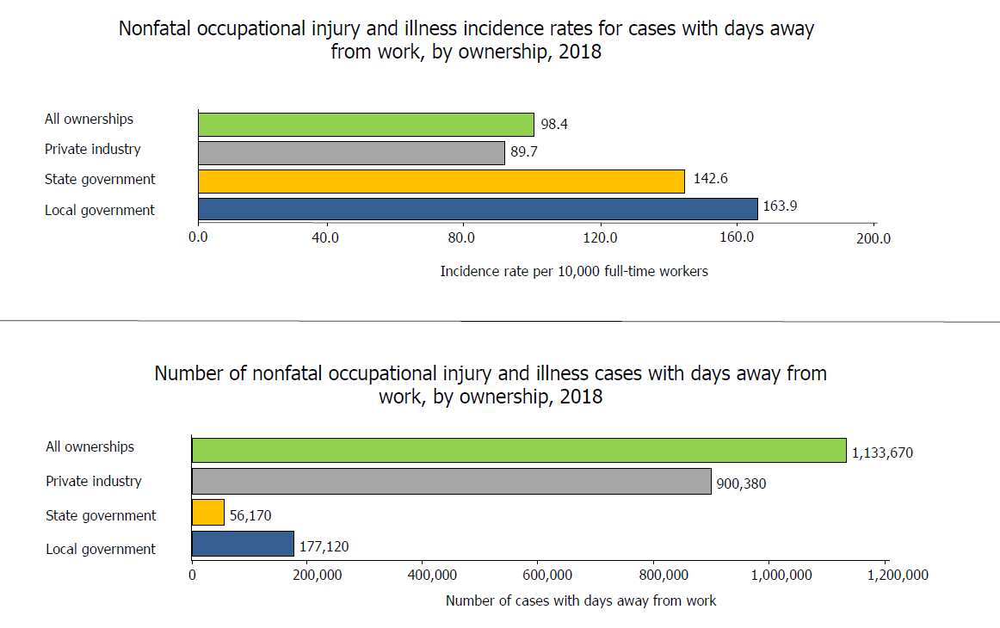 Nonfatal occupational injury and illness incidence rates for cases with days away
from work, by ownership, 2018
All ownerships
98.4
Private industry
89.7
State government
142.6
Local government
163.9
0.0
40.0
80.0
120.0
160.0
200.0
Incidence rate per 10,000 full-time workers
Number of nonfatal occupational injury and illness cases with days away from
work, by ownership, 2018
All ownerships
1,133,670
Private industry
900,380
State government
56,170
Local government
177,120
0
200,000
400,000
600,000
800,000
1,000,000
1,200,000
Number of cases with days away from work